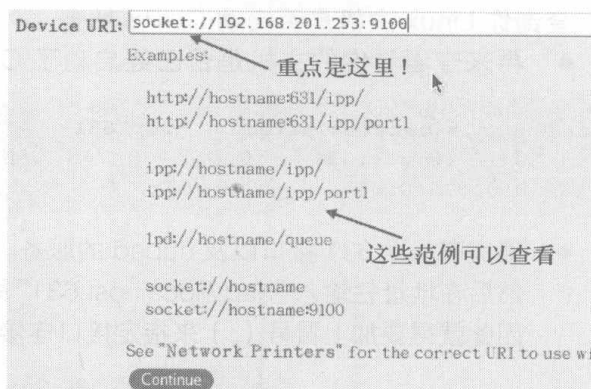 Device URI: socket://192.168.201.253:9100
Examples:
重点是这里！
http://hostname:631/ipp/
http://hostname:631/ipp/port1
ipp://hostname/ipp/
ipp://hostname/ipp/port1
lpd://hostname/queue
这些范例可以查看
socket://hostname
socket://hostname:9100
See "Network Printers" for the correct URI to use wi
Continue